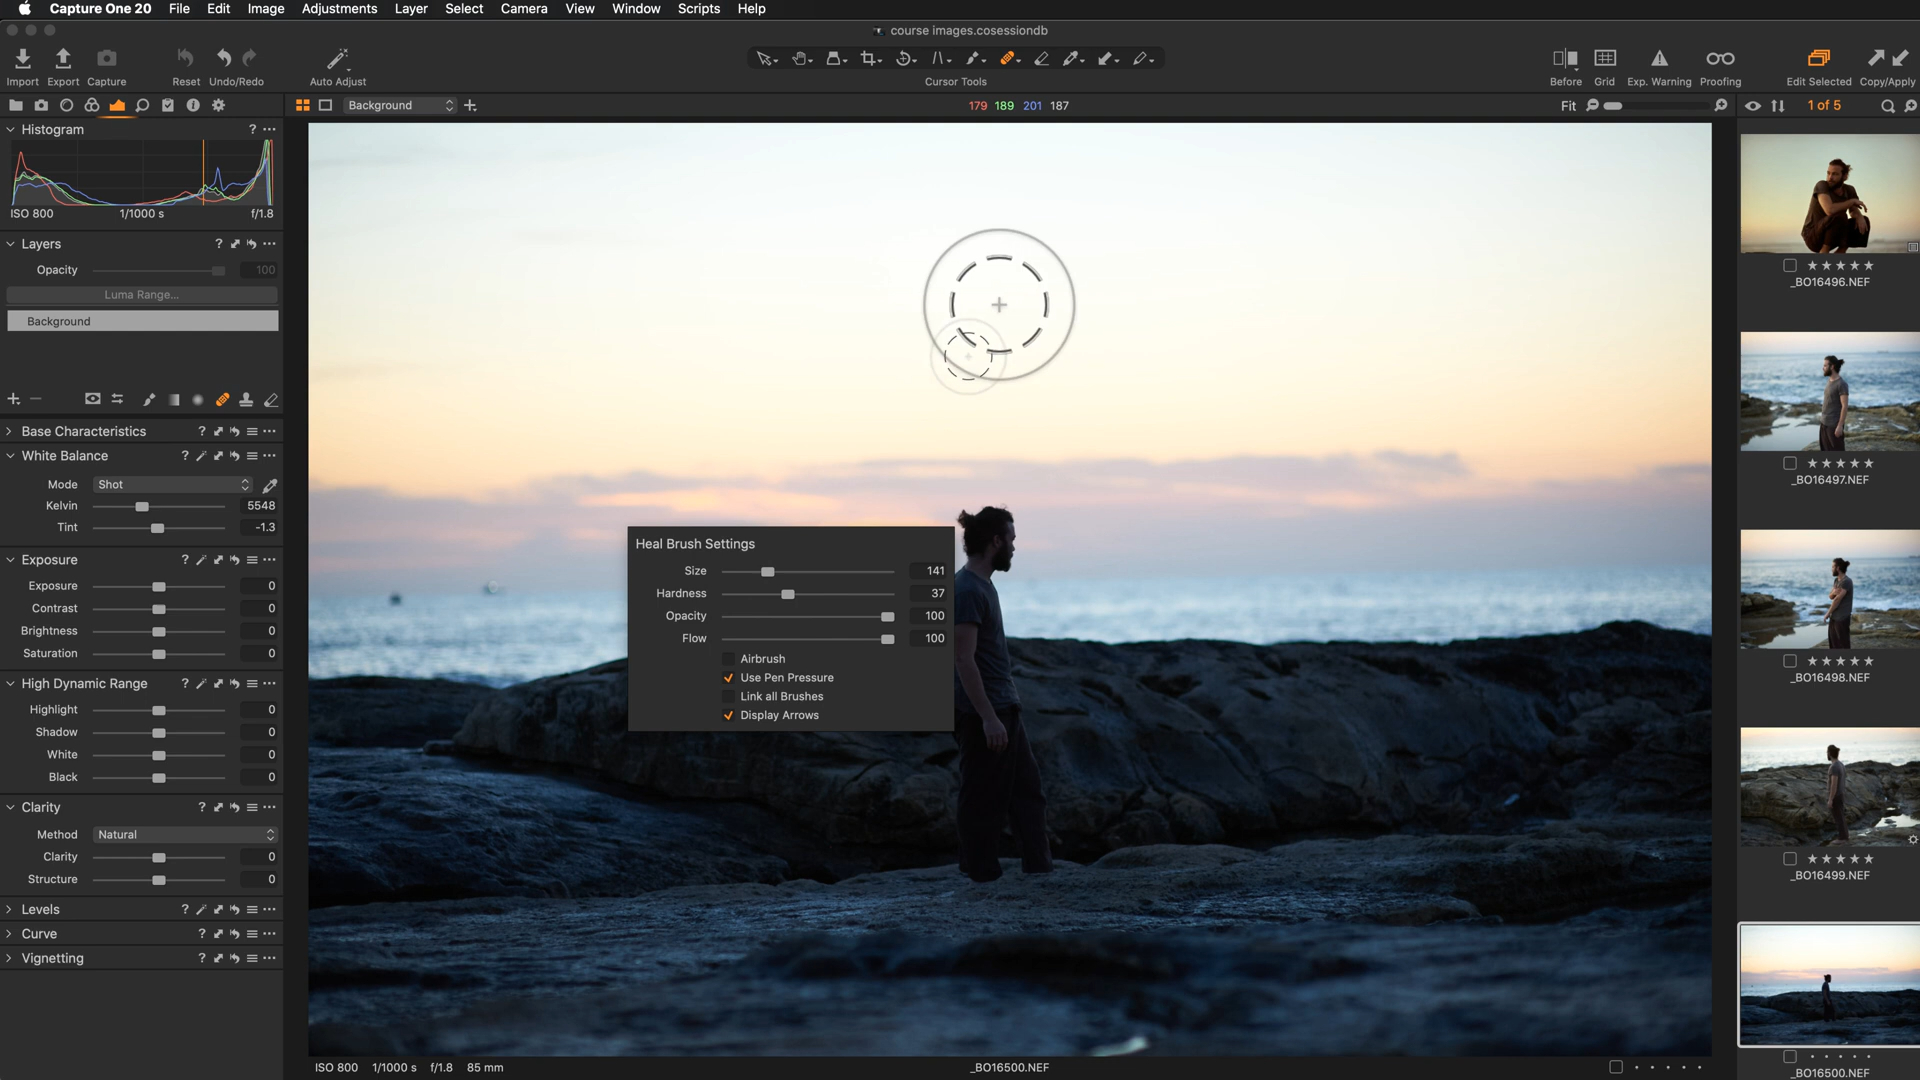 Capture One 20 File Edit Image Adjustments Layer Select Camera View Window Scripts Help
course images.cosessiondb
Import Export Capture Reset Undo/Redo Auto Adjust Cursor Tools Before Grid Exp. Warning Proofing Edit Selected Copy/Apply
Background 179 189 201 187 Fit 1 of 5
Histogram ?
ISO 800 1/1000 s f/1.8
Layers ?
Opacity 100
Luma Range...
Background
Base Characteristics ?
White Balance ?
Mode Shot
Kelvin 5548
Tint -1.3
Exposure ?
Exposure 0
Contrast 0
Brightness 0
Saturation 0
High Dynamic Range ?
Highlight 0
Shadow 0
White 0
Black 0
Clarity ?
Method Natural
Clarity 0
Structure 0
Levels ?
Curve ?
Vignetting ?
Heal Brush Settings
Size 141
Hardness 37
Opacity 100
Flow 100
Airbrush
Use Pen Pressure
Link all Brushes
Display Arrows
ISO 800 1/1000 s f/1.8 85 mm _BO16500.NEF
_BO16496.NEF
_BO16497.NEF
_BO16498.NEF
_BO16499.NEF
_BO16500.NEF